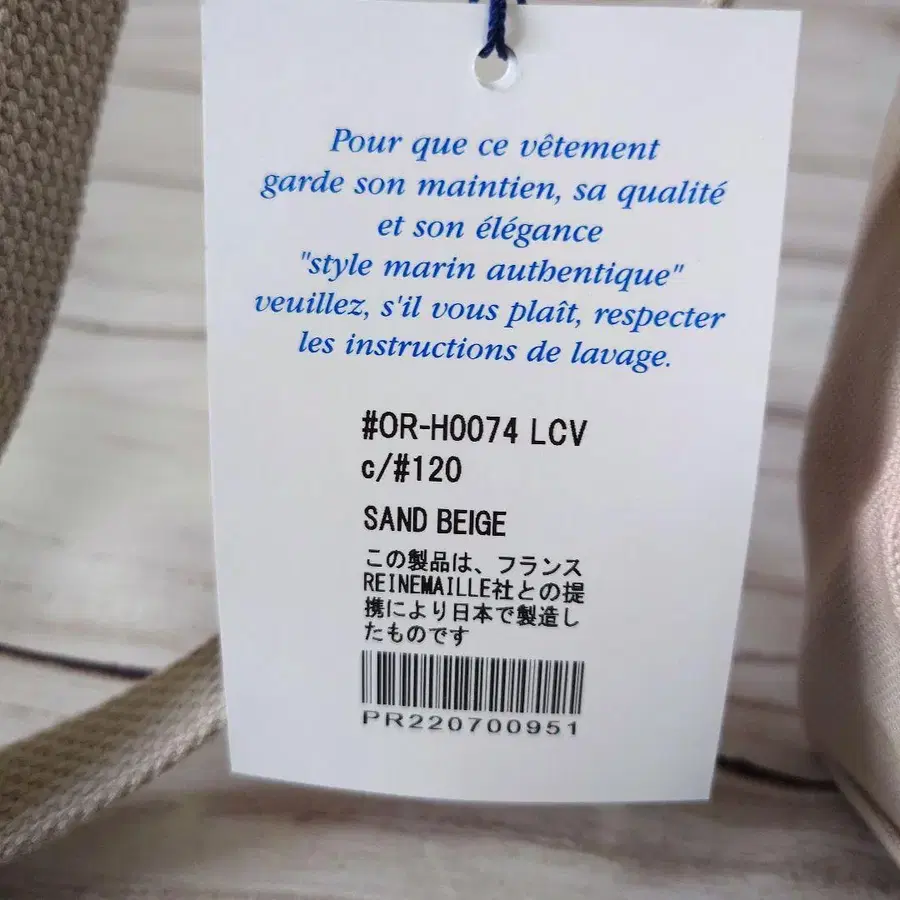 Pour que ce vêtement
garde son maintien, sa qualité
et son élégance
"style marin authentique"
veuillez, s'il vous plaît, respecter
les instructions de lavage.
#OR-H0074 LCV
c/#120
SAND BEIGE
この製品は、フランス
REINEMAILLE社との提
携により日本で製造し
たものです
PR220700951